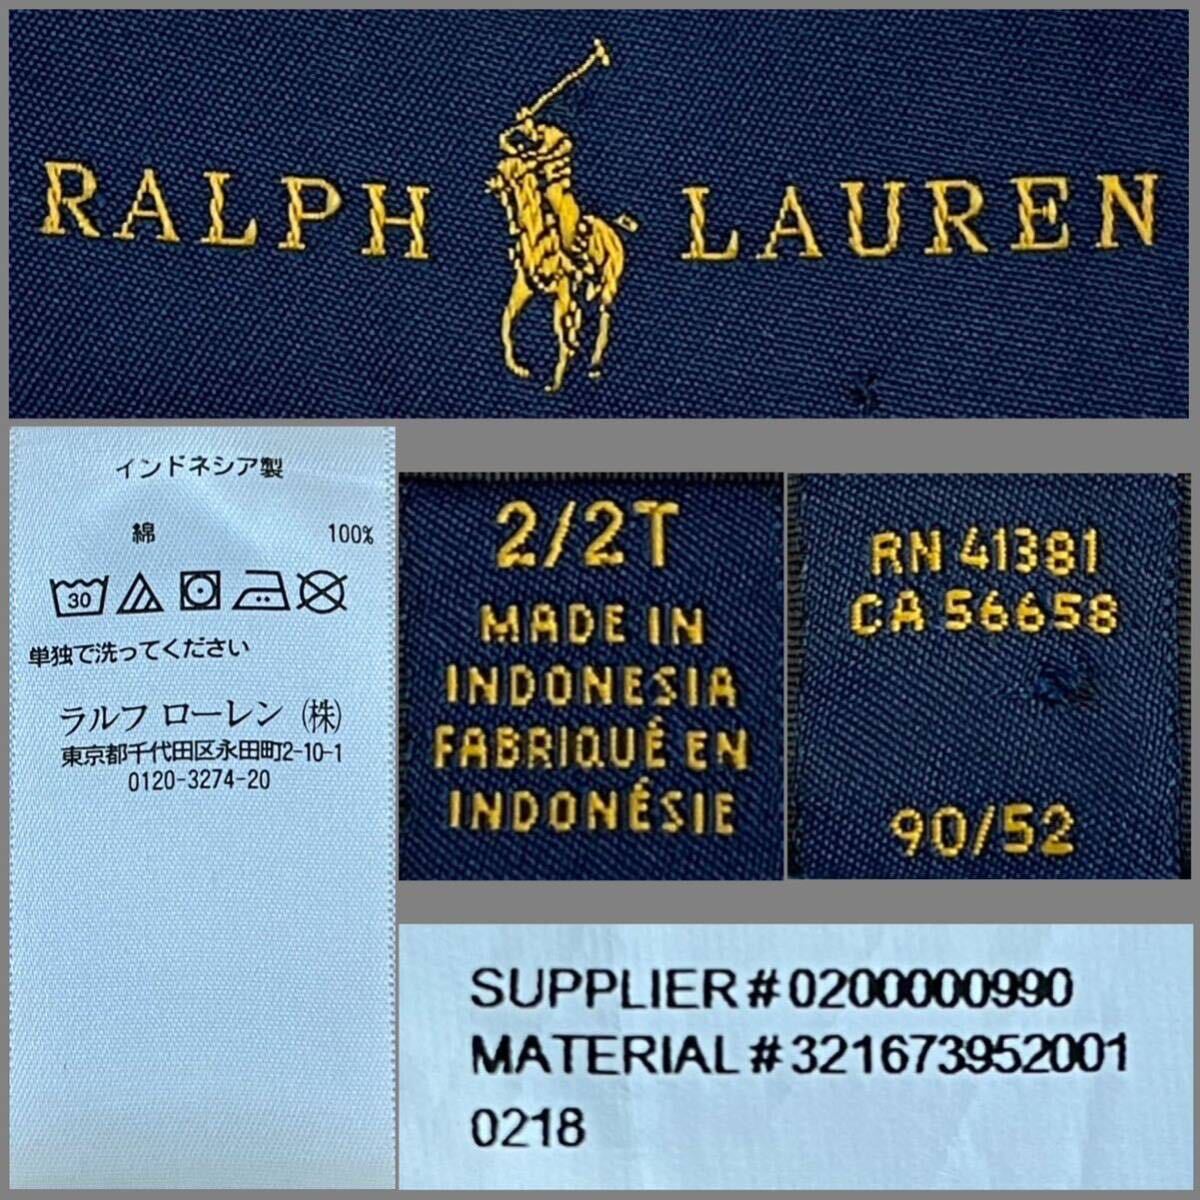 RALPH LAUREN
インドネシア製
綿 100%
30
単独で洗ってください
ラルフ ローレン (株)
東京都千代田区永田町2-10-1
0120-3274-20
2/2T
MADE IN
INDONESIA
FABRIQUÉ EN
INDONÉSIE
RN 41381
CA 56658
90/52
SUPPLIER # 0200000990
MATERIAL # 321673952001
0218